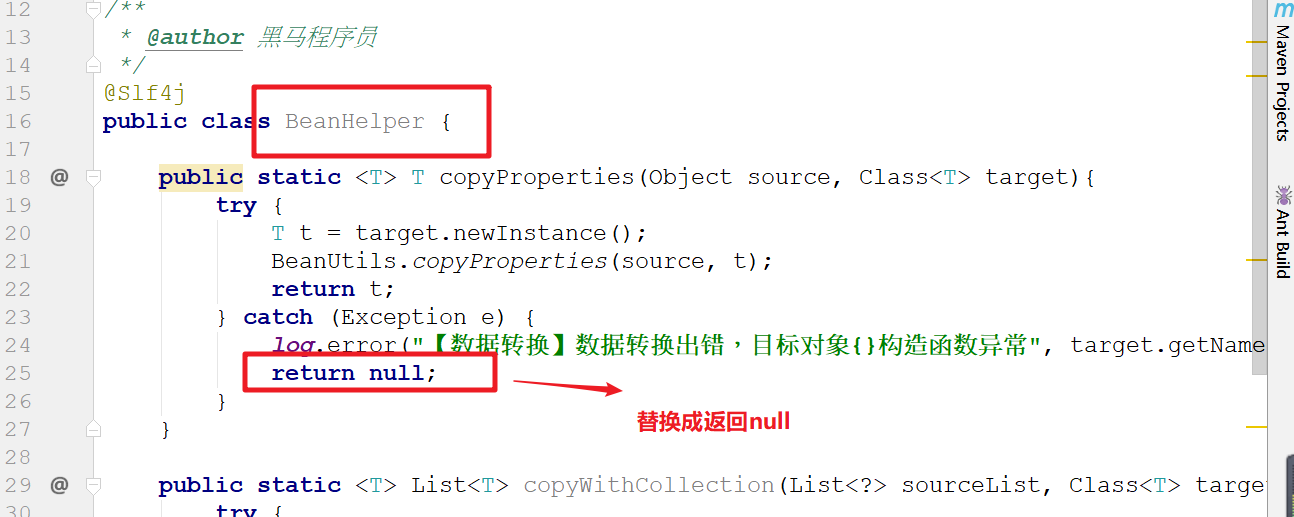 12 /**
13 * @author 黑马程序员
14 */
15 @Slf4j
16 public class BeanHelper {
17
18 @ public static <T> T copyProperties(Object source, Class<T> target){
19 try {
20 T t = target.newInstance();
21 BeanUtils.copyProperties(source, t);
22 return t;
23 } catch (Exception e) {
24 log.error("【数据转换】数据转换出错，目标对象{}构造函数异常", target.getName
25 return null;
替换成返回null
26 }
27 }
28
29 @ public static <T> List<T> copyWithCollection(List<?> sourceList, Class<T> targe
30 try {
m Maven Projects
Ant Build